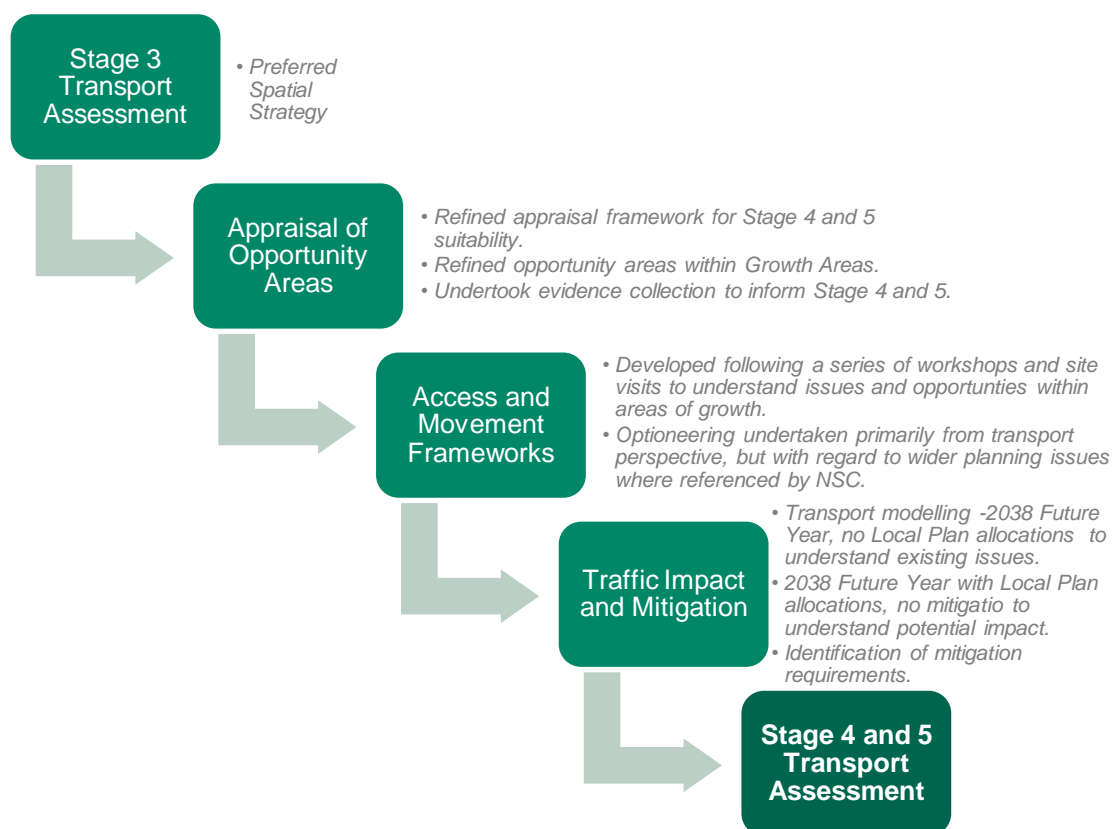 Stage 3
Transport
Assessment
• Preferred
Spatial
Strategy
Appraisal of
Opportunity
Areas
• Refined appraisal framework for Stage 4 and 5
suitability.
• Refined opportunity areas within Growth Areas.
• Undertook evidence collection to inform Stage 4 and 5.
Access and
Movement
Frameworks
• Developed following a series of workshops and site
visits to understand issues and opportunties within
areas of growth.
• Optioneering undertaken primarily from transport
perspective, but with regard to wider planning issues
where referenced by NSC.
Traffic Impact
and Mitigation
• Transport modelling -2038 Future
Year, no Local Plan allocations to
understand existing issues.
• 2038 Future Year with Local Plan
allocations, no mitigatio to
understand potential impact.
• Identification of mitigation
requirements.
Stage 4 and 5
Transport
Assessment